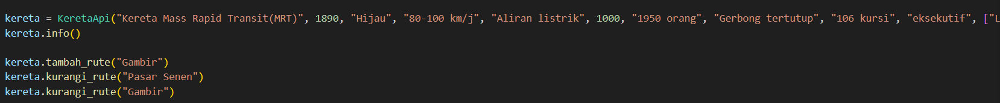 kereta = KeretaApi("Kereta Mass Rapid Transit(MRT)", 1890, "Hijau", "80-100 km/j", "Aliran listrik", 1000, "1950 orang", "Gerbong tertutup", "106 kursi", "eksekutif", ["L
kereta.info()
kereta.tambah_rute("Gambir")
kereta.kurangi_rute("Pasar Senen")
kereta.kurangi_rute("Gambir")